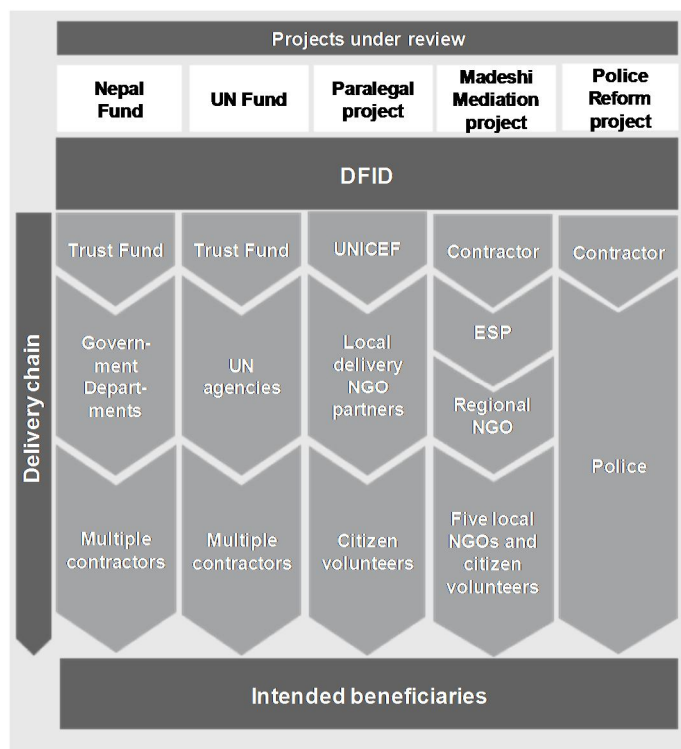 Projects under review
Nepal
Fund
UN Fund
Paralegal
project
Madeshi
Mediation
project
Police
Reform
project
DFID
Delivery chain
Trust Fund
Govern-
ment
Depart-
ments
Multiple
contractors
Trust Fund
UN
agencies
Multiple
contractors
UNICEF
Local
delivery
NGO
partners
Citizen
volunteers
Contractor
ESP
Regional
NGO
Five local
NGOs and
citizen
volunteers
Contractor
Police
Intended beneficiaries